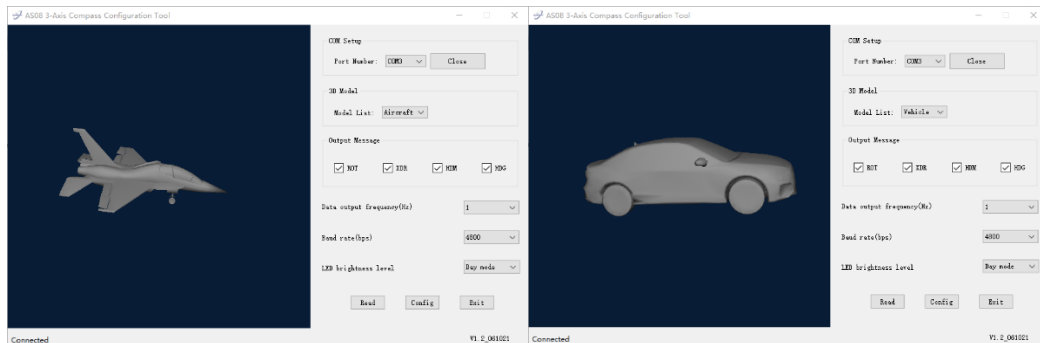 AS08 3-Axis Compass Configuration Tool
COM Setup
Port Number: COM3 Close
3D Model
Model List: Aircraft
Output Message
ROT XDR HDM HDG
Data output frequency(Hz) 1
Baud rate(bps) 4800
LED brightness level Day mode
Read Config Exit
Connected V1.2_061021
AS08 3-Axis Compass Configuration Tool
COM Setup
Port Number: COM3 Close
3D Model
Model List: Vehicle
Output Message
ROT XDR HDM HDG
Data output frequency(Hz) 1
Baud rate(bps) 4800
LED brightness level Day mode
Read Config Exit
Connected V1.2_061021